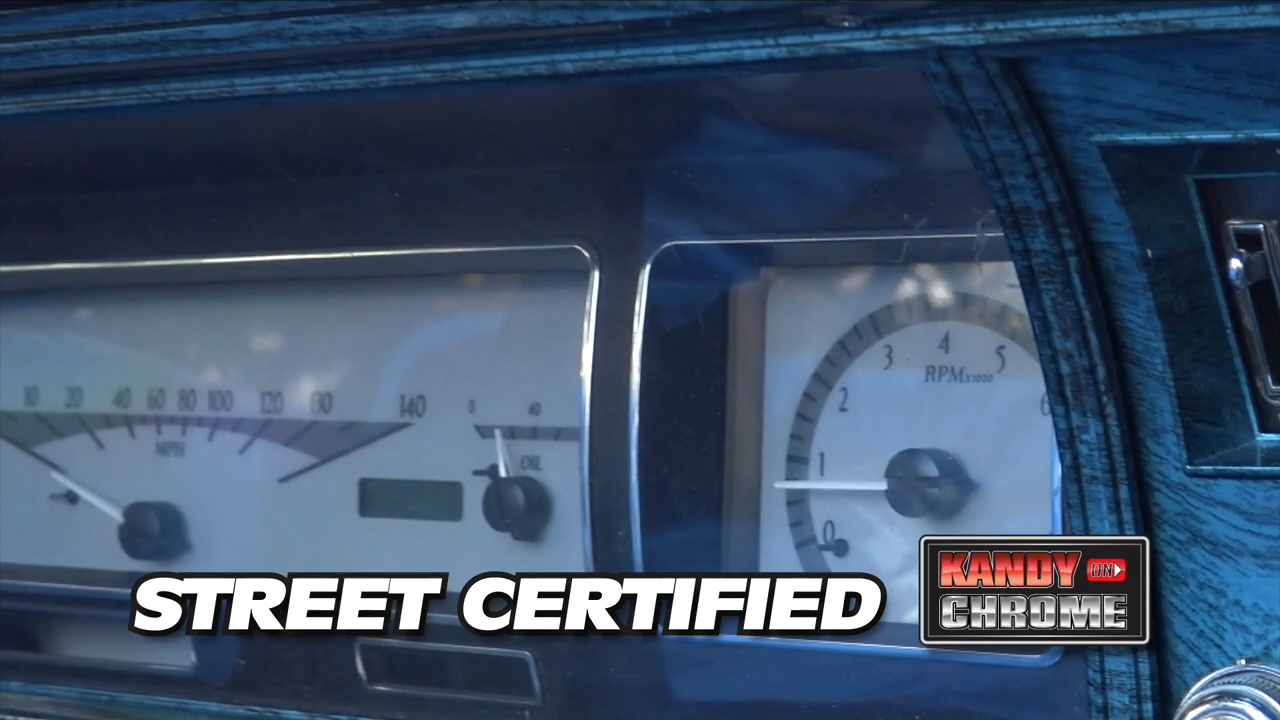 10 20 40 60 80 100 120 130 140
MPH
0 40
OIL
0 1 2 3 4 5 6
RPMx1000
STREET CERTIFIED
KANDY ON
CHROME